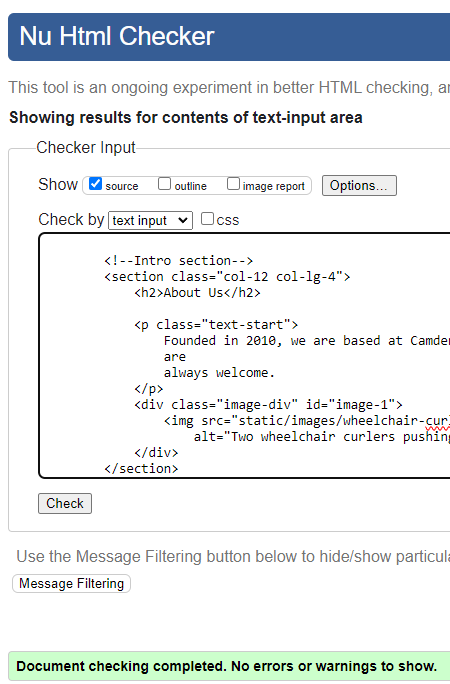 Nu Html Checker
This tool is an ongoing experiment in better HTML checking,
Showing results for contents of text-input area
Checker Input
Show source outline image report Options...
Check by text input css
<!--Intro section-->
<section class="col-12 col-lg-4">
<h2>About Us</h2>
<p class="text-start">
Founded in 2010, we are based at
are
always welcome.
</p>
<div class="image-div" id="image-1">
<img src="static/images/wheelchair-
alt="Two wheelchair curlers pushing
</div>
</section>
Check
Use the Message Filtering button below to hide/show
Message Filtering
Document checking completed. No errors or warnings to show.